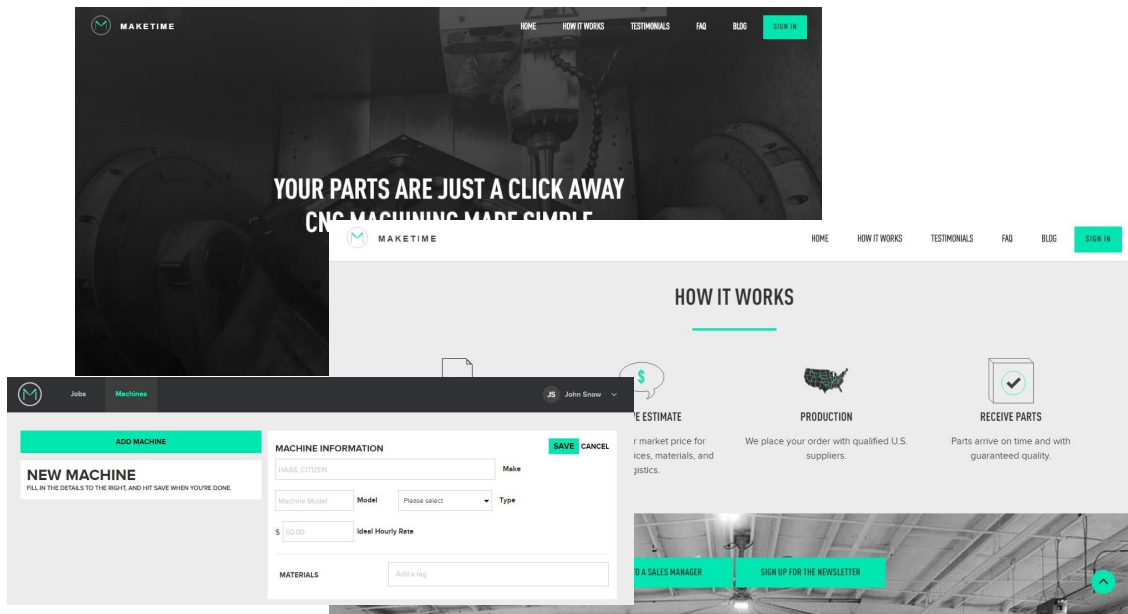 MAKETIME
HOME HOW IT WORKS TESTIMONIALS FAQ BLOG SIGN IN
YOUR PARTS ARE JUST A CLICK AWAY
CNC MACHINING MADE SIMPLE
MAKETIME
HOME HOW IT WORKS TESTIMONIALS FAQ BLOG SIGN IN
HOW IT WORKS
ESTIMATE
market price for
materials, and
PRODUCTION
We place your order with qualified U.S.
suppliers.
RECEIVE PARTS
Parts arrive on time and with
guaranteed quality.
TO A SALES MANAGER
SIGN UP FOR THE NEWSLETTER
Jobs Machines JS John Snow
ADD MACHINE
NEW MACHINE
FILL IN THE DETAILS TO THE RIGHT, AND HIT SAVE WHEN YOU'RE DONE.
MACHINE INFORMATION SAVE CANCEL
HAAS, CITIZEN Make
Machine Model Model Please select Type
$ 50.00 Ideal Hourly Rate
MATERIALS Add a tag